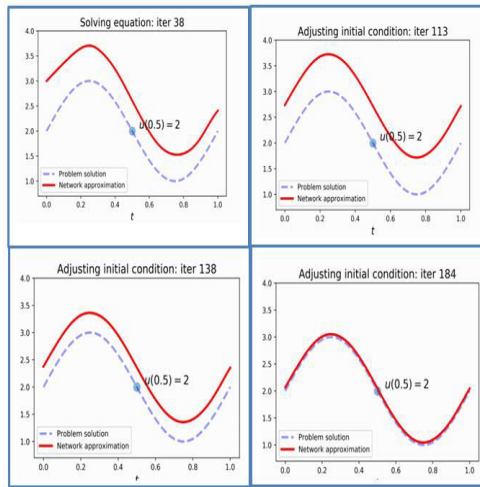 Solving equation: iter 38
4.0
3.5
3.0
2.5
2.0
1.5
1.0
u(0.5) = 2
Problem solution
Network approximation
0.0 0.2 0.4 0.6 0.8 1.0
t
Adjusting initial condition: iter 113
4.0
3.5
3.0
2.5
2.0
1.5
1.0
u(0.5) = 2
Problem solution
Network approximation
0.0 0.2 0.4 0.6 0.8 1.0
t
Adjusting initial condition: iter 138
4.0
3.5
3.0
2.5
2.0
1.5
1.0
u(0.5) = 2
Problem solution
Network approximation
0.0 0.2 0.4 0.6 0.8 1.0
t
Adjusting initial condition: iter 184
4.0
3.5
3.0
2.5
2.0
1.5
1.0
u(0.5) = 2
Problem solution
Network approximation
0.0 0.2 0.4 0.6 0.8 1.0